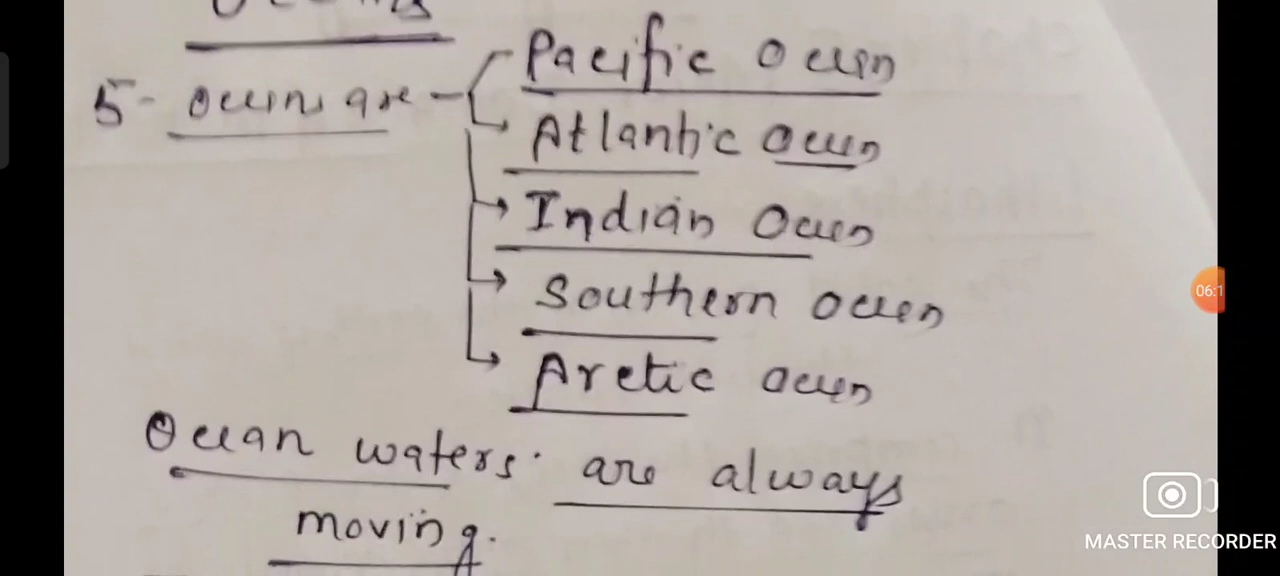 5 - Ocean are -
Pacific Ocean
Atlantic Ocean
Indian Ocean
Southern ocean
Arctic Ocean
Ocean waters are always
moving.
06:1
MASTER RECORDER